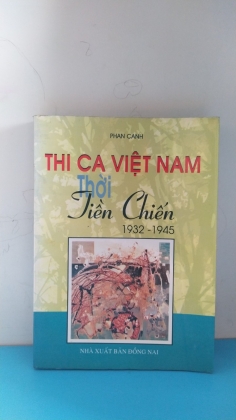 PHAN CANH
THI CA VIỆT NAM
Thời
Tiền Chiến
1932 - 1945
NHÀ XUẤT BẢN ĐỒNG NAI